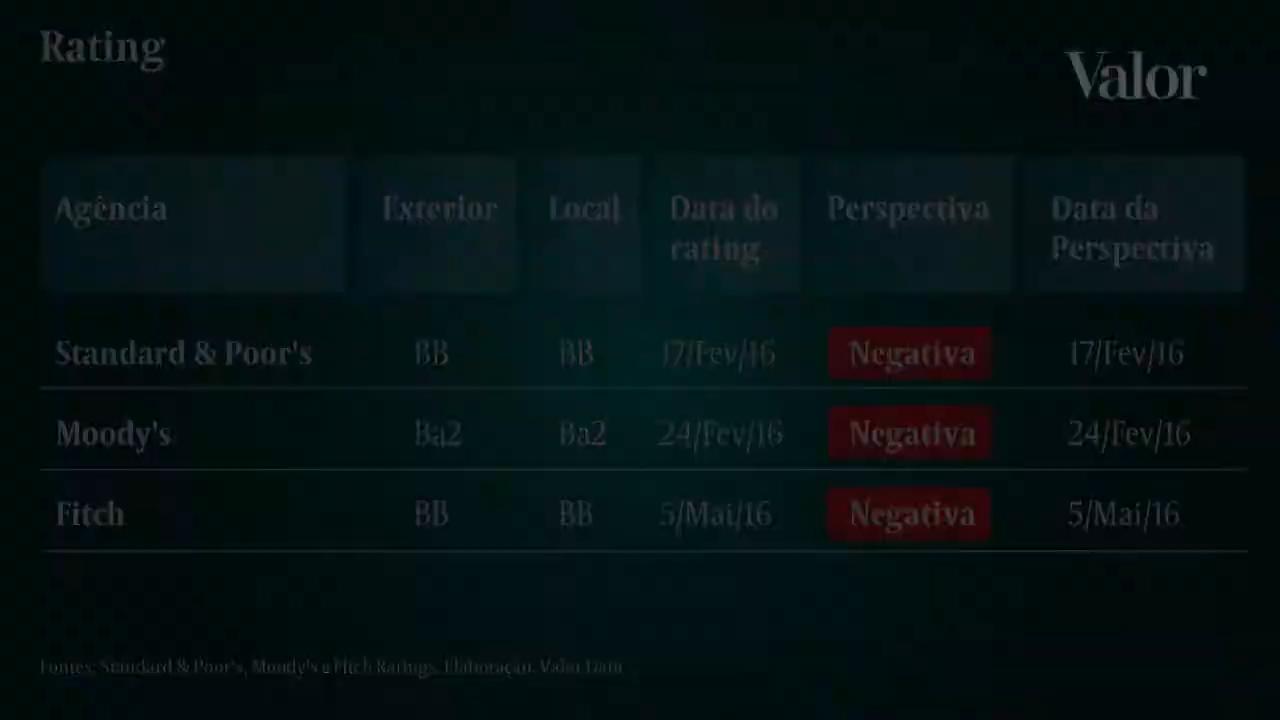 Rating
Valor
Agência Exterior Local Data do rating Perspectiva Data da Perspectiva
Standard & Poor's BB BB 17/Fev/16 Negativa 17/Fev/16
Moody's Ba2 Ba2 24/Fev/16 Negativa 24/Fev/16
Fitch BB BB 5/Mai/16 Negativa 5/Mai/16
Fontes: Standard & Poor's, Moody's e Fitch Ratings. Elaboração: Valor Data